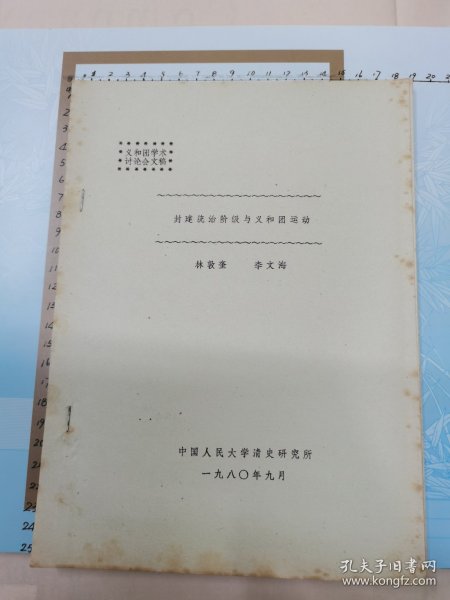 义和团学术
讨论会文稿
封建统治阶级与义和团运动
林敦奎 李文海
中国人民大学清史研究所
一九八〇年九月
孔夫子旧书网
www.kongfz.com